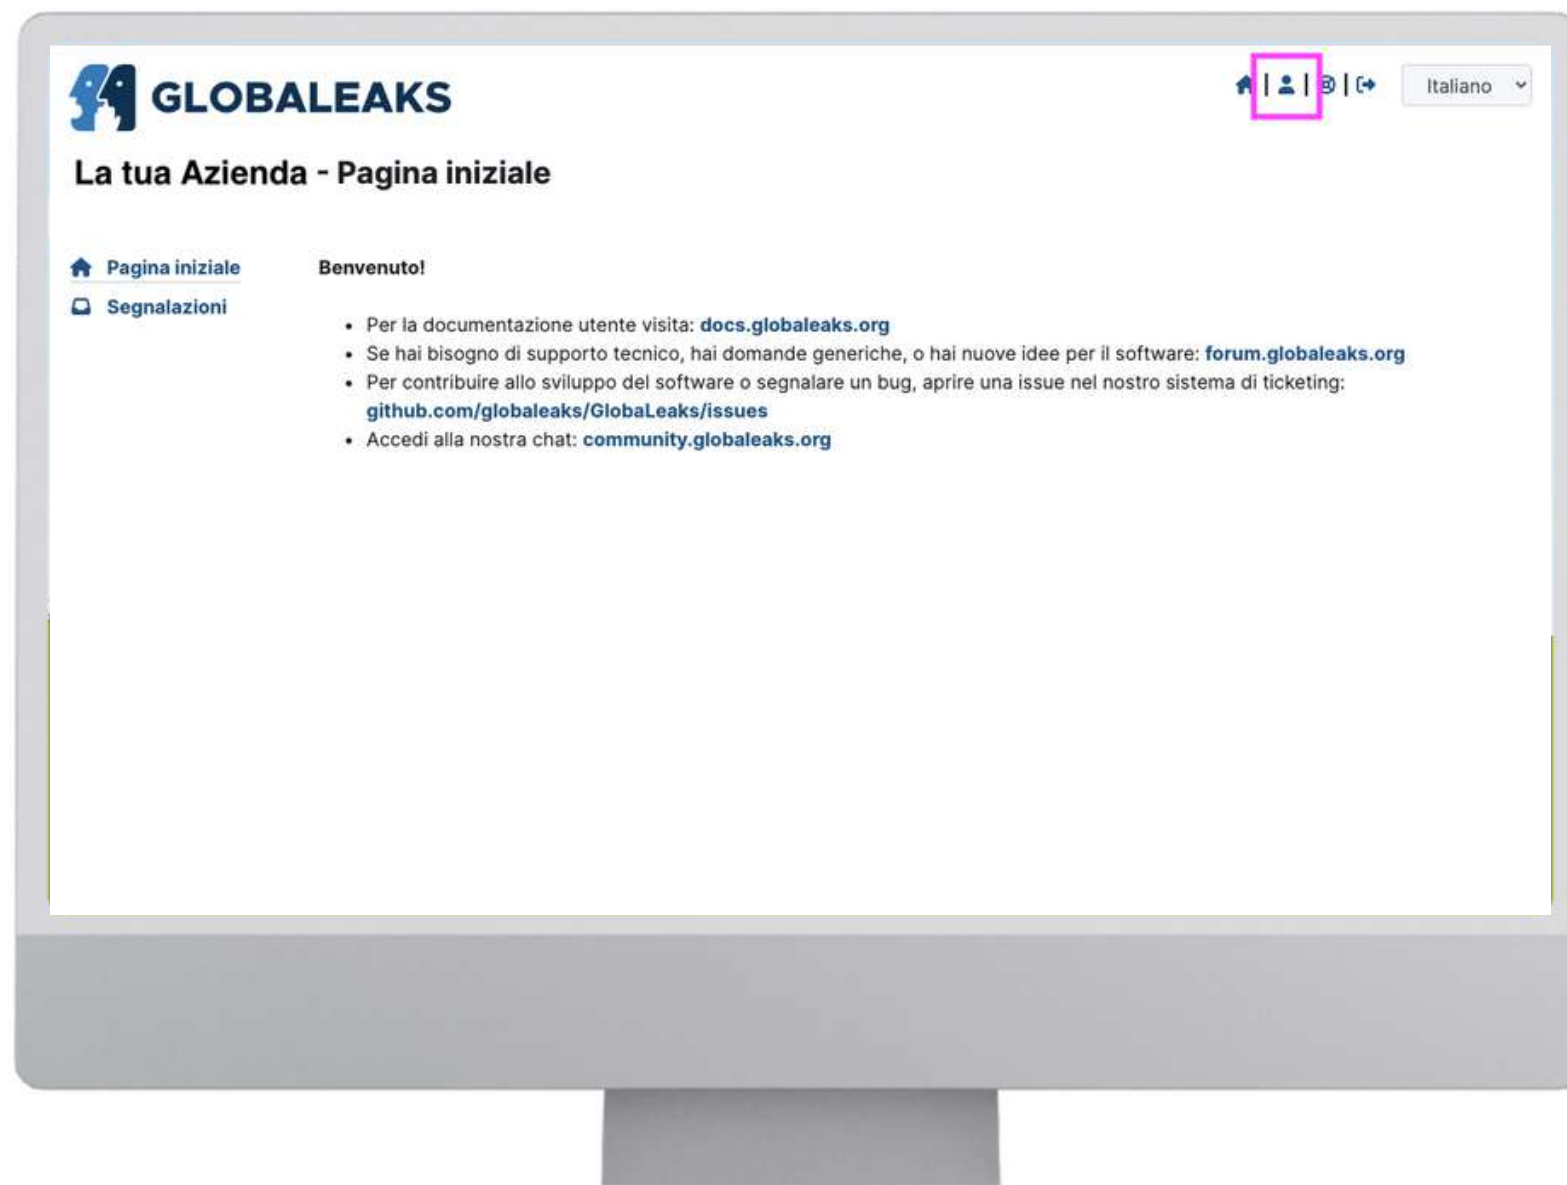 GLOBALEAKS
Italiano
La tua Azienda - Pagina iniziale
Pagina iniziale
Segnalazioni
Benvenuto!
• Per la documentazione utente visita: docs.globaleaks.org
• Se hai bisogno di supporto tecnico, hai domande generiche, o hai nuove idee per il software: forum.globaleaks.org
• Per contribuire allo sviluppo del software o segnalare un bug, aprire una issue nel nostro sistema di ticketing:
github.com/globaleaks/GlobaLeaks/issues
• Accedi alla nostra chat: community.globaleaks.org